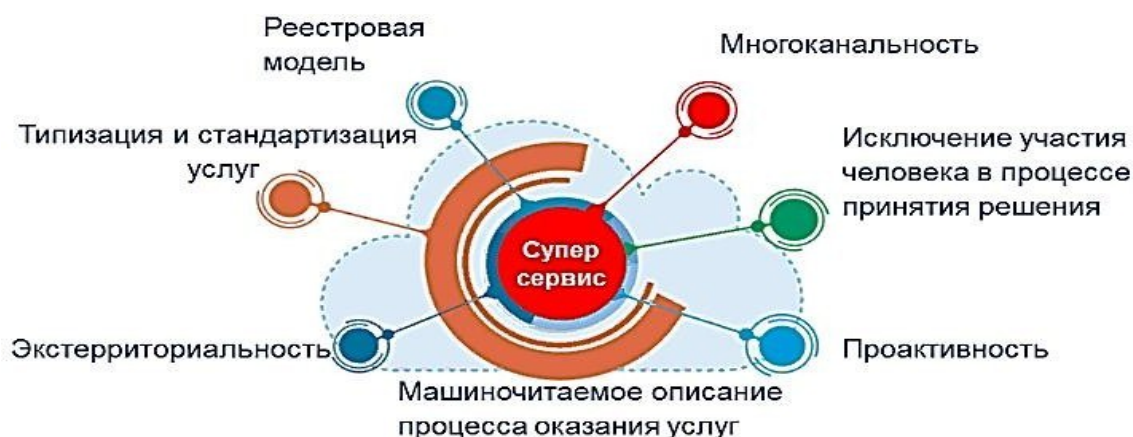 Реестровая
модель
Многоканальность
Типизация и стандартизация
услуг
Исключение участия
человека в процессе
принятия решения
Супер
сервис
Экстерриториальность
Проактивность
Машиночитаемое описание
процесса оказания услуг